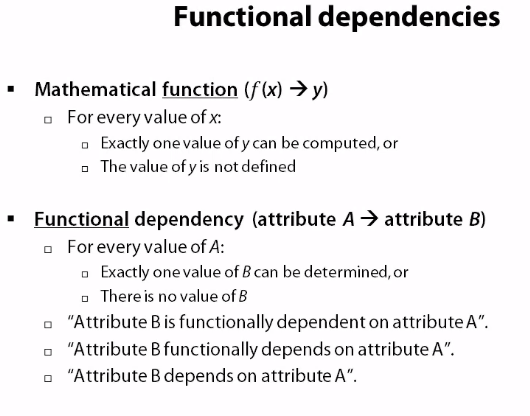 Functional dependencies
▪ Mathematical function (f(x) → y)
▫ For every value of x:
▫ Exactly one value of y can be computed, or
▫ The value of y is not defined
▪ Functional dependency (attribute A → attribute B)
▫ For every value of A:
▫ Exactly one value of B can be determined, or
▫ There is no value of B
▫ “Attribute B is functionally dependent on attribute A”.
▫ “Attribute B functionally depends on attribute A”.
▫ “Attribute B depends on attribute A”.